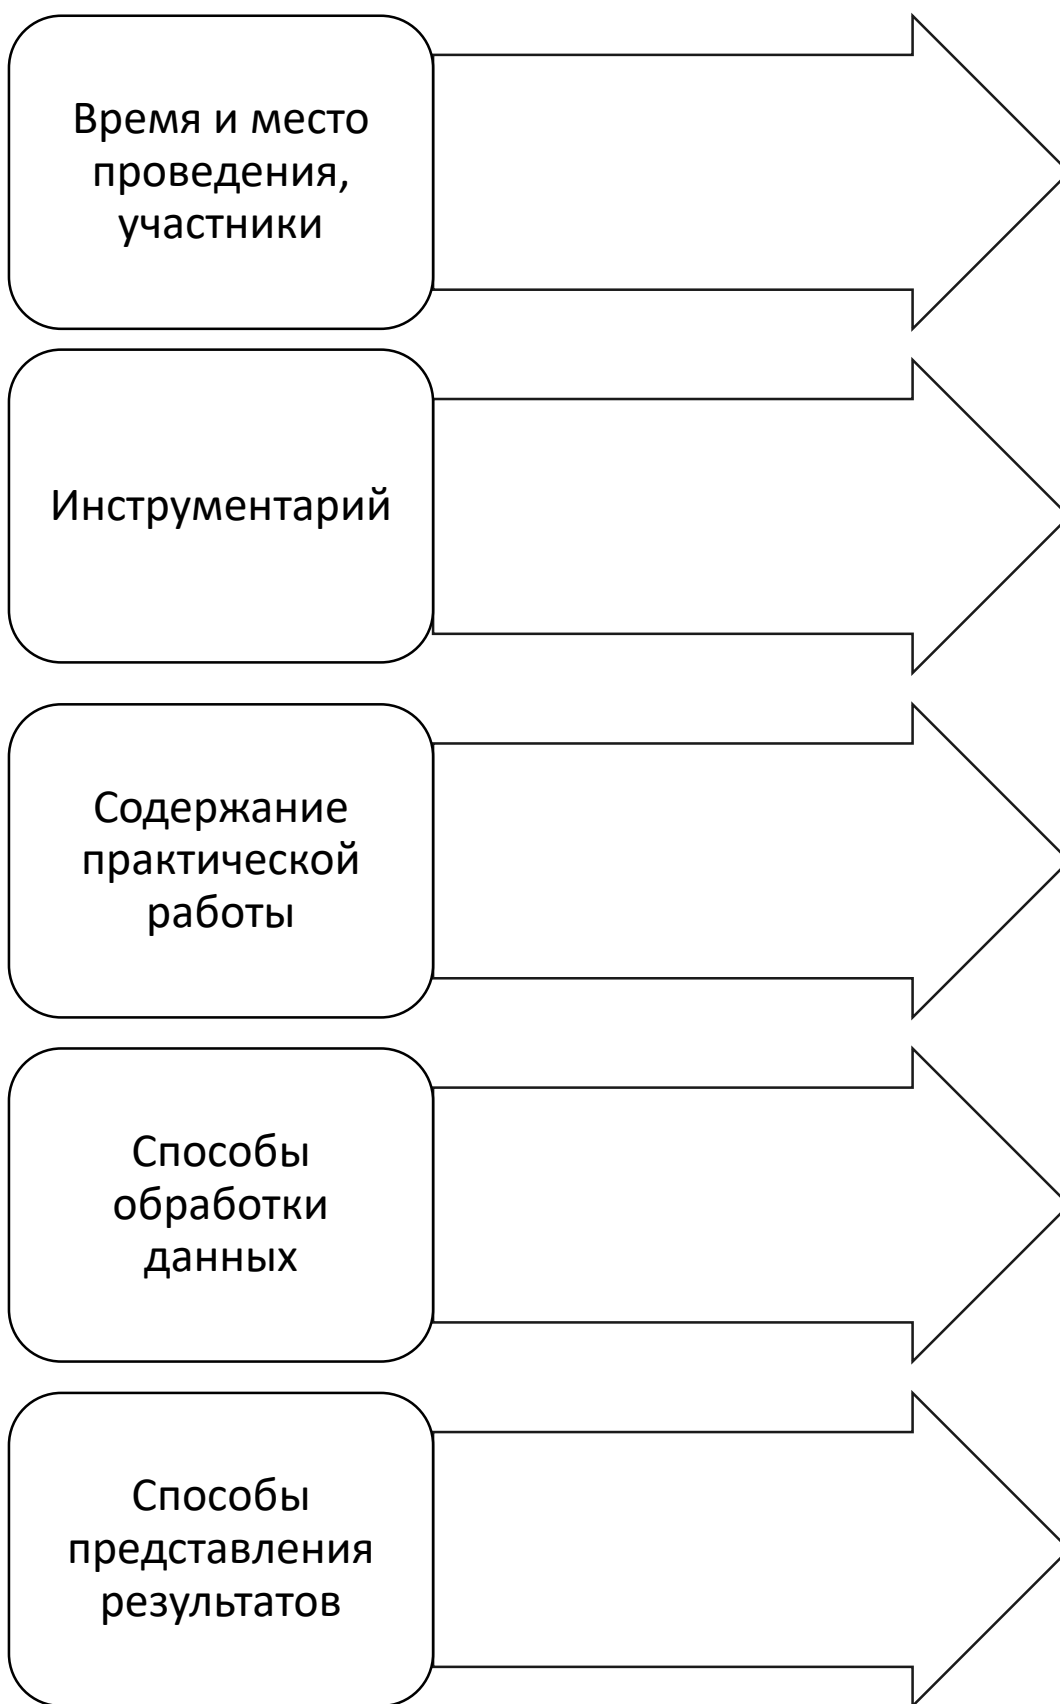 Время и место
проведения,
участники
Инструментарий
Содержание
практической
работы
Способы
обработки
данных
Способы
представления
результатов